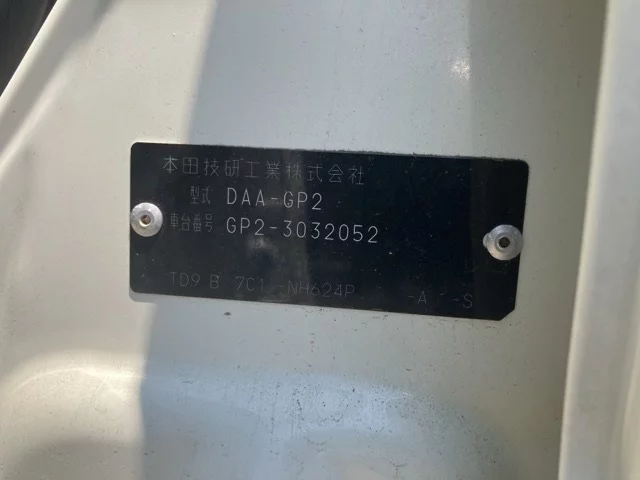 本田技研工業株式会社
型式 DAA-GP2
車台番号 GP2-3032052
TD9 B 7C1 -NH624P -A -S